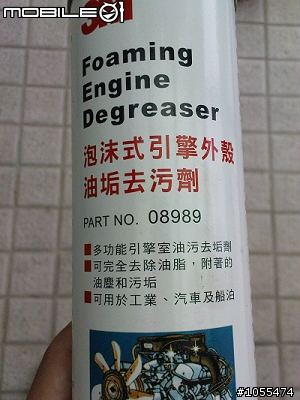 MOBILE01
3M
Foaming
Engine
Degreaser
泡沫式引擎外殼
油垢去污劑
PART NO. 08989
■多功能引擎室油污去垢劑
■可完全去除油脂，附著的
油塵和污垢
■可用於工業、汽車及船泊
#1055474